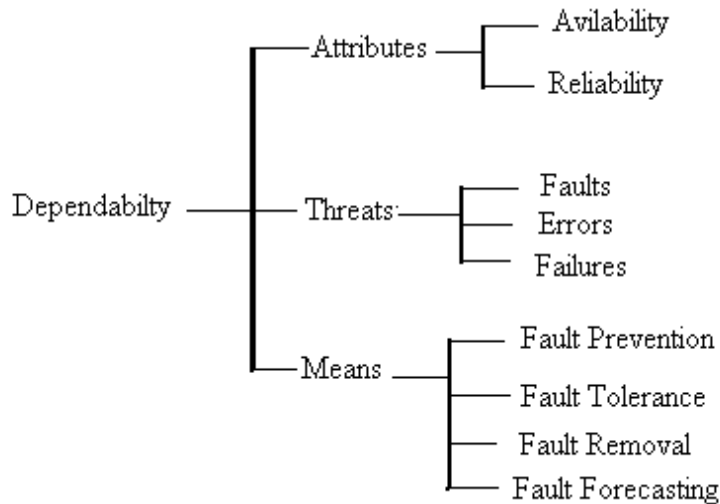 Avilability
Attributes
Reliability
Dependabilty
Threats
Faults
Errors
Failures
Means
Fault Prevention
Fault Tolerance
Fault Removal
Fault Forecasting